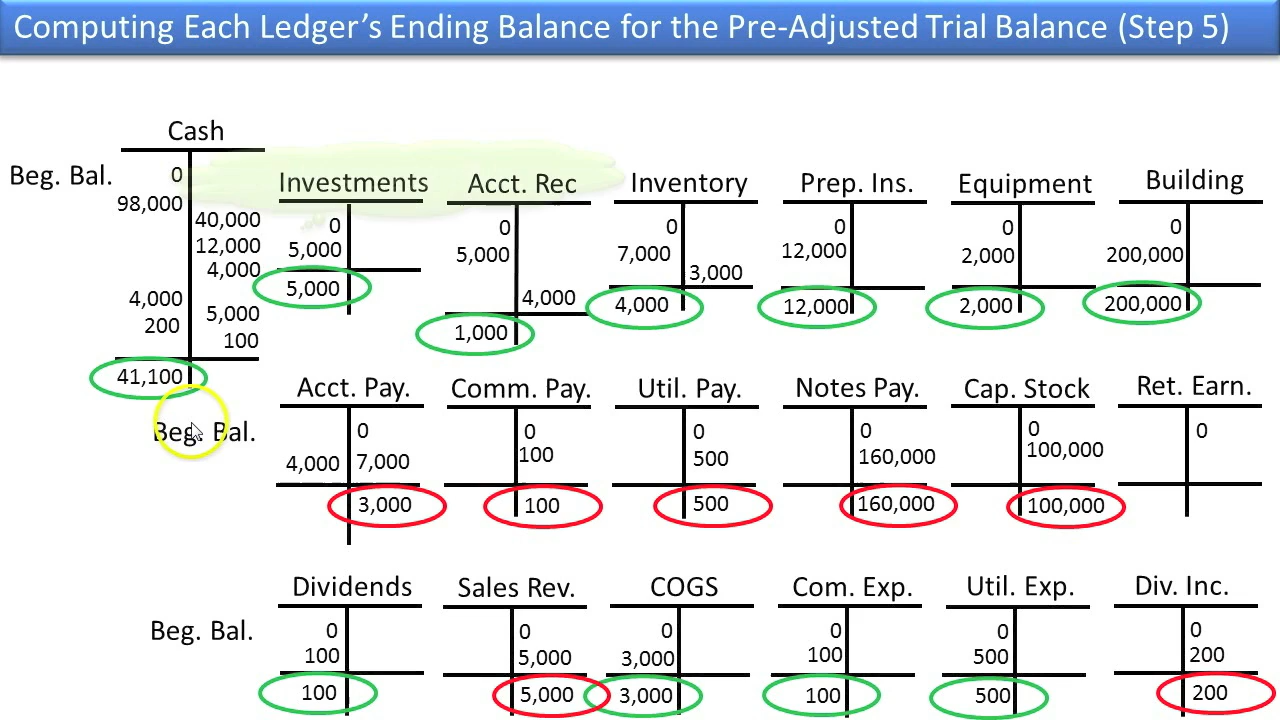 Computing Each Ledger's Ending Balance for the Pre-Adjusted Trial Balance (Step 5)
Cash
Beg. Bal.
0
98,000
40,000
12,000
4,000
4,000
5,000
200
100
41,100
Investments
0
5,000
5,000
Acct. Rec
0
5,000
4,000
1,000
Inventory
0
7,000
3,000
4,000
Prep. Ins.
0
12,000
12,000
Equipment
0
2,000
2,000
Building
0
200,000
200,000
Beg. Bal.
Acct. Pay.
0
4,000 7,000
3,000
Comm. Pay.
0
100
100
Util. Pay.
0
500
500
Notes Pay.
0
160,000
160,000
Cap. Stock
0
100,000
100,000
Ret. Earn.
0
Beg. Bal.
Dividends
0
100
100
Sales Rev.
0
5,000
5,000
COGS
0
3,000
3,000
Com. Exp.
0
100
100
Util. Exp.
0
500
500
Div. Inc.
0
200
200